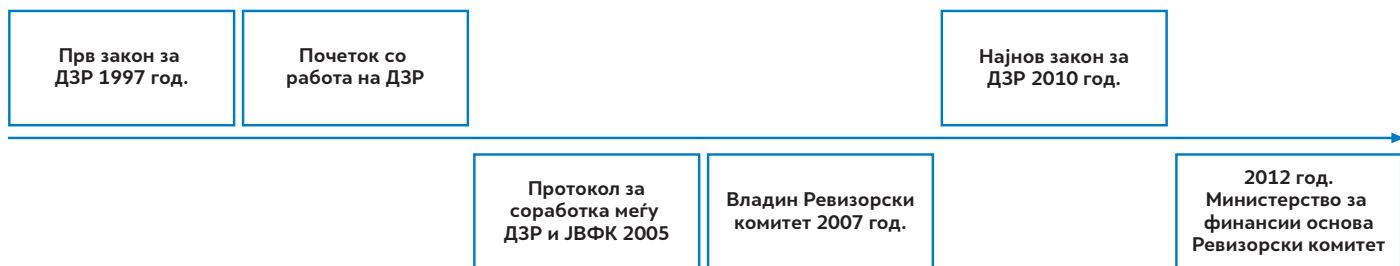 Прв закон за
ДЗР 1997 год.
Почеток со
работа на ДЗР
Најнов закон за
ДЗР 2010 год.
Протокол за
соработка меѓу
ДЗР и ЈВФК 2005
Владин Ревизорски
комитет 2007 год.
2012 год.
Министерство за
финансии основа
Ревизорски комитет